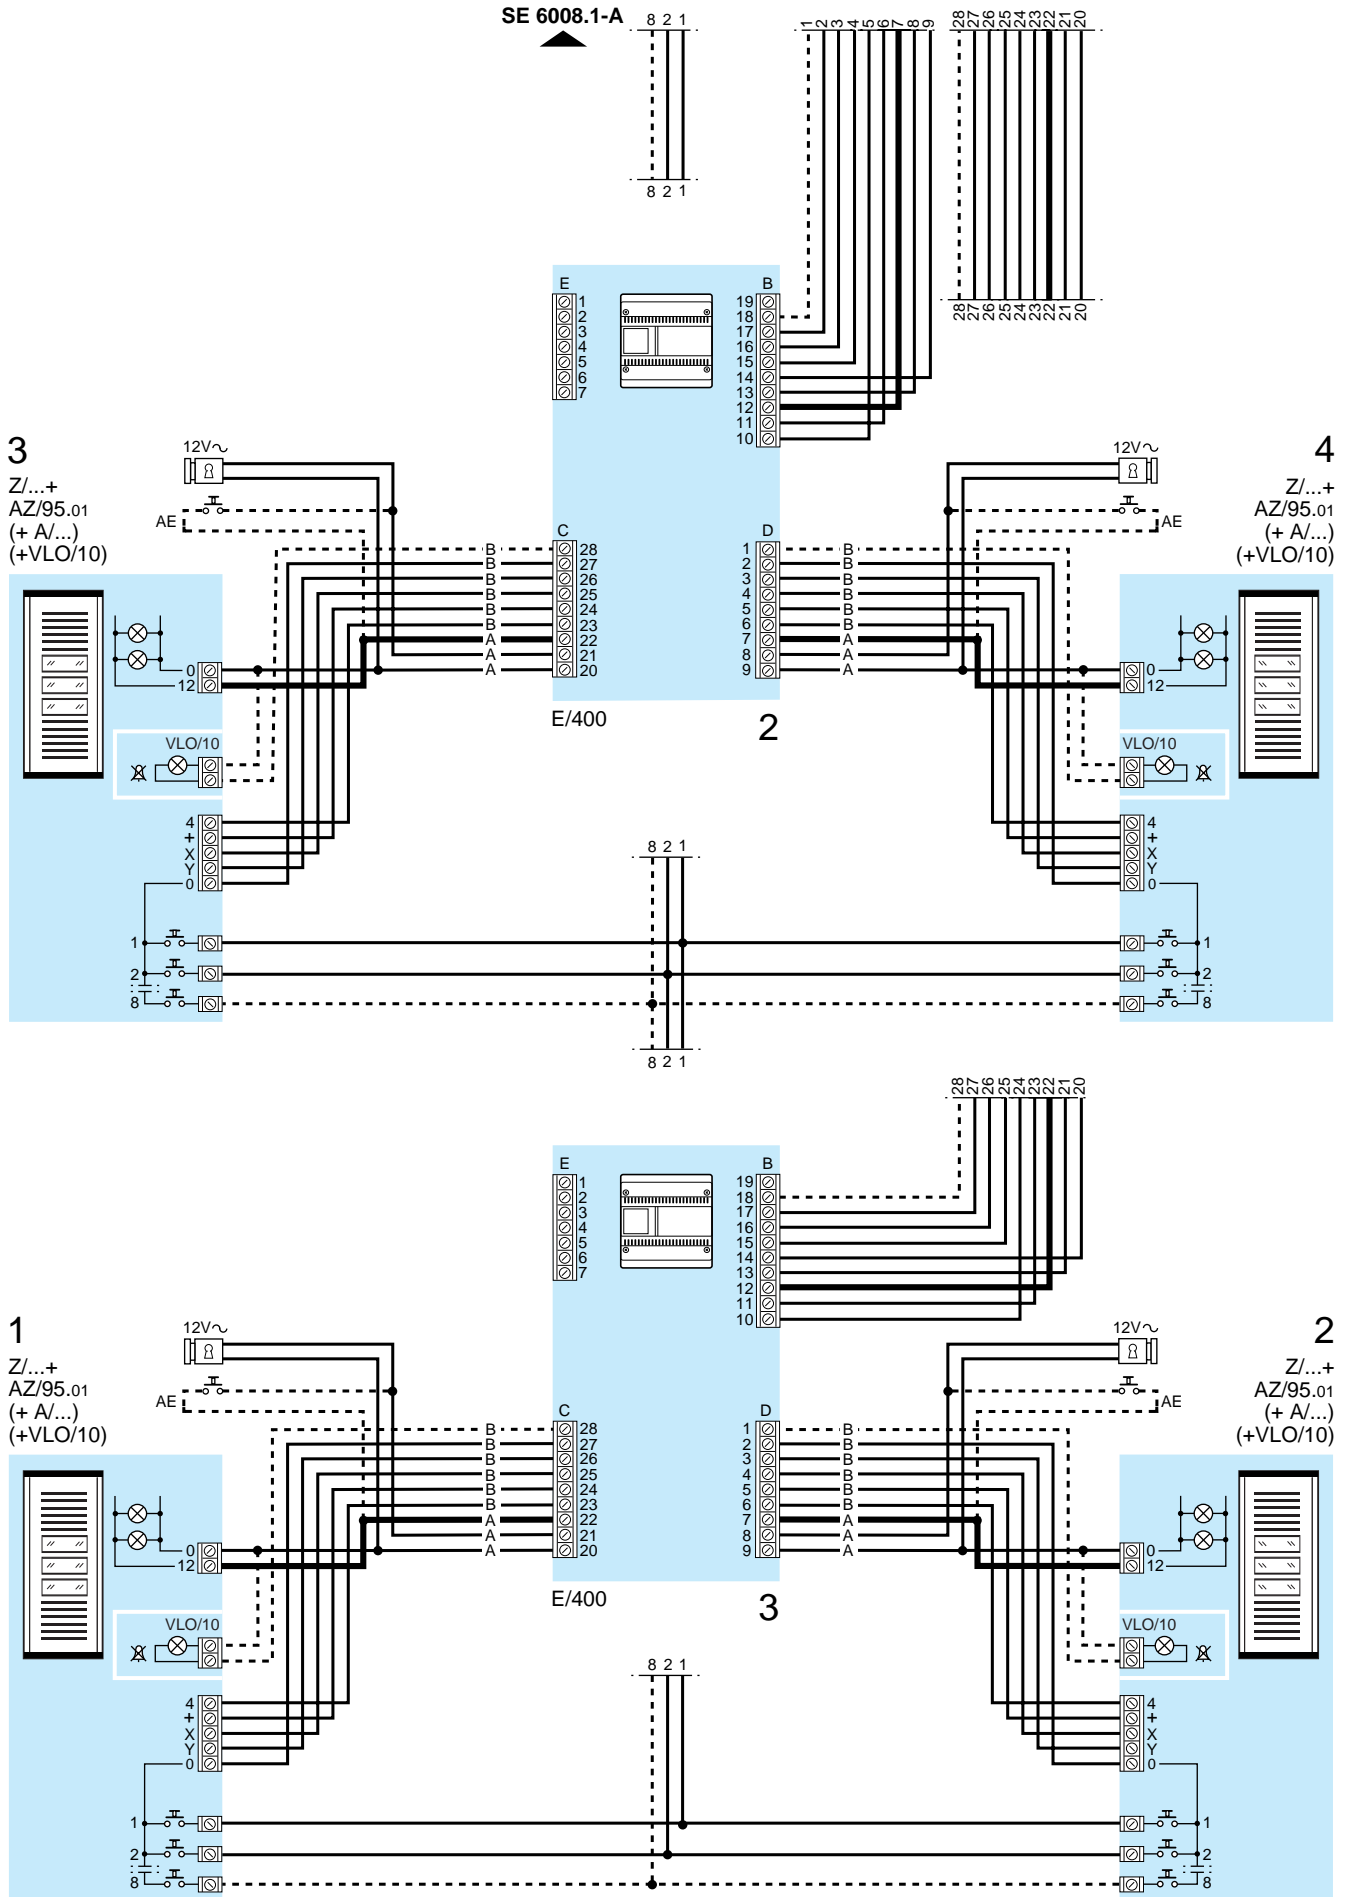 SE 6008.1-A
8 2 1
1 2 3 4 5 6 7 8 9
28 27 26 25 24 23 22 21 20
8 2 1
28 27 26 25 24 23 22 21 20
E
1
2
3
4
5
6
7
B
19
18
17
16
15
14
13
12
11
10
3
Z/...+
AZ/95.01
(+ A/...)
(+VLO/10)
12V~
AE
4
Z/...+
AZ/95.01
(+ A/...)
(+VLO/10)
12V~
AE
C
B 28
B 27
B 26
B 25
B 24
B 23
A 22
A 21
A 20
D
1 B
2 B
3 B
4 B
5 B
6 B
7 A
8 A
9 A
E/400
2
0
12
VLO/10
4
+
X
Y
0
1
2
8
0
12
VLO/10
4
+
X
Y
0
1
2
8
8 2 1
8 2 1
28 27 26 25 24 23 22 21 20
E
1
2
3
4
5
6
7
B
19
18
17
16
15
14
13
12
11
10
1
Z/...+
AZ/95.01
(+ A/...)
(+VLO/10)
12V~
AE
2
Z/...+
AZ/95.01
(+ A/...)
(+VLO/10)
12V~
AE
C
B 28
B 27
B 26
B 25
B 24
B 23
A 22
A 21
A 20
D
1 B
2 B
3 B
4 B
5 B
6 B
7 A
8 A
9 A
E/400
3
0
12
VLO/10
4
+
X
Y
0
1
2
8
0
12
VLO/10
4
+
X
Y
0
1
2
8
8 2 1